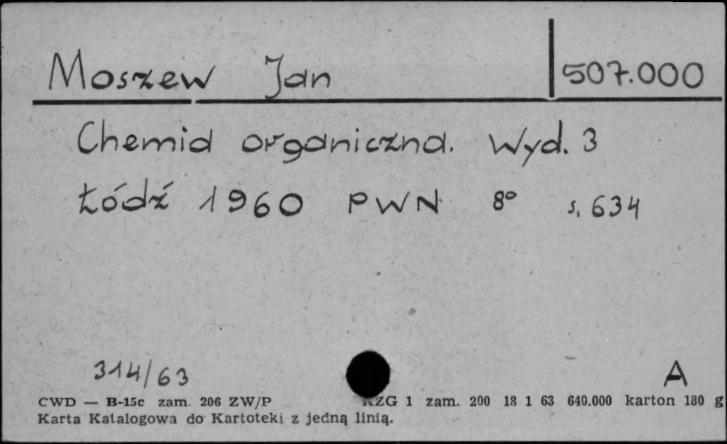 Moszew Jan 507.000
Chemia organiczna. Wyd. 3
Łódź 1960 PWN 8° s. 634
314/63 A
CWD — B-15c zam. 206 ZW/P KZG 1 zam. 200 18 1 63 640.000 karton 180 g
Karta Katalogowa do Kartoteki z jedną linią.